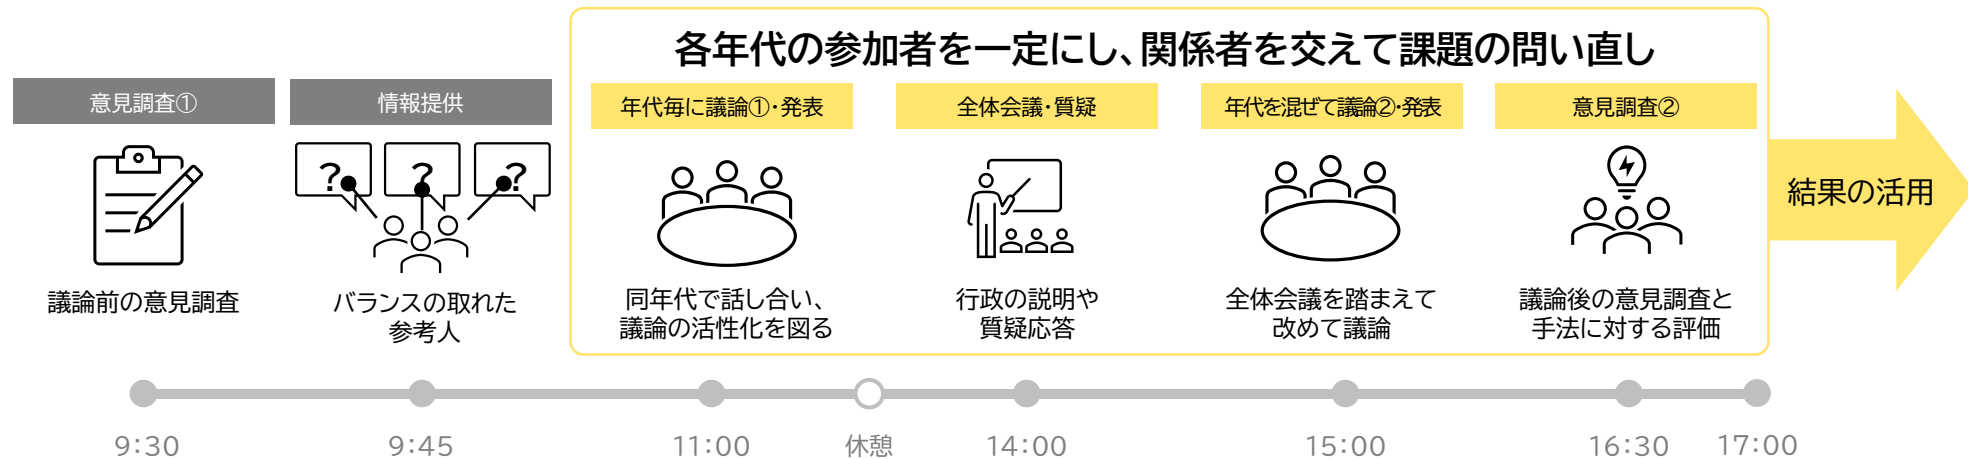 各年代の参加者を一定にし、関係者を交えて課題の問い直し
意見調査①
情報提供
年代毎に議論①・発表
全体会議・質疑
年代を混ぜて議論②・発表
意見調査②
?
?
?
結果の活用
議論前の意見調査
バランスの取れた
参考人
同年代で話し合い、
議論の活性化を図る
行政の説明や
質疑応答
全体会議を踏まえて
改めて議論
議論後の意見調査と
手法に対する評価
9:30
9:45
11:00
休憩
14:00
15:00
16:30
17:00